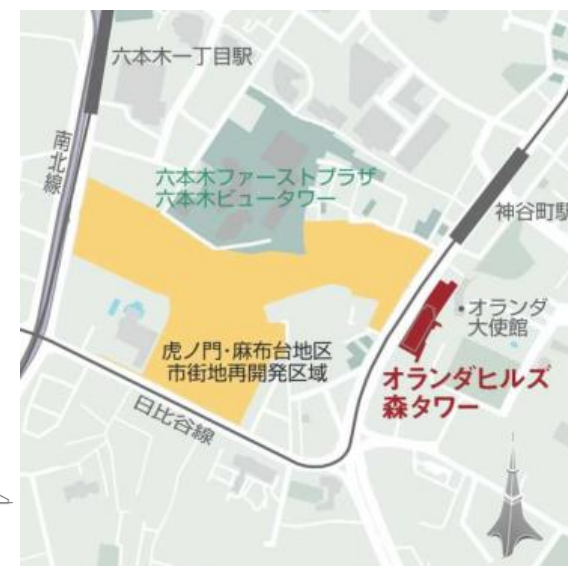 六本木一丁目駅
南北線
六本木ファーストプラザ
六本木ビュータワー
神谷町駅
オランダ
大使館
虎ノ門・麻布台地区
市街地再開発区域
オランダヒルズ
森タワー
日比谷線